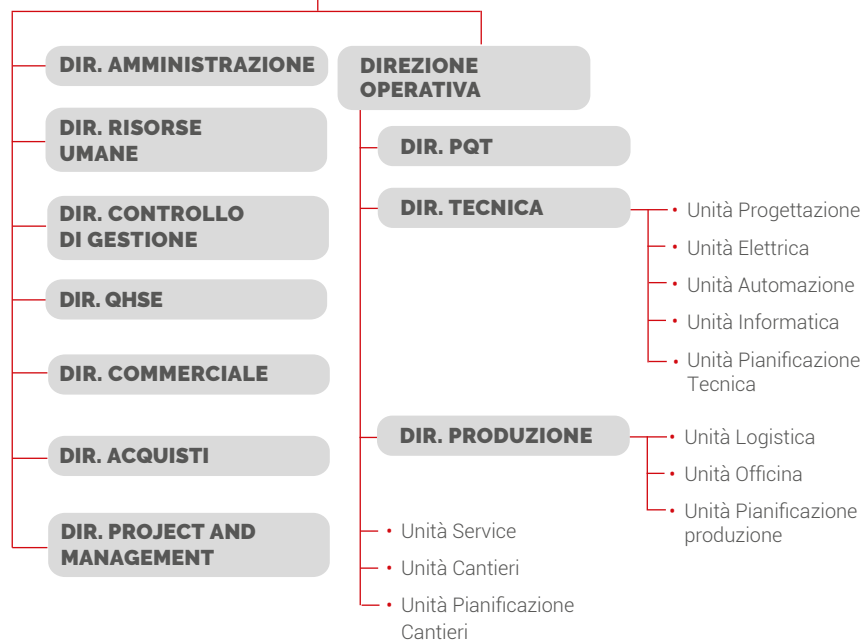 DIR. AMMINISTRAZIONE
DIR. RISORSE
UMANE
DIR. CONTROLLO
DI GESTIONE
DIR. QHSE
DIR. COMMERCIALE
DIR. ACQUISTI
DIR. PROJECT AND
MANAGEMENT
DIREZIONE
OPERATIVA
DIR. PQT
DIR. TECNICA
• Unità Progettazione
• Unità Elettrica
• Unità Automazione
• Unità Informatica
• Unità Pianificazione
Tecnica
DIR. PRODUZIONE
• Unità Logistica
• Unità Officina
• Unità Pianificazione
produzione
• Unità Service
• Unità Cantieri
• Unità Pianificazione
Cantieri